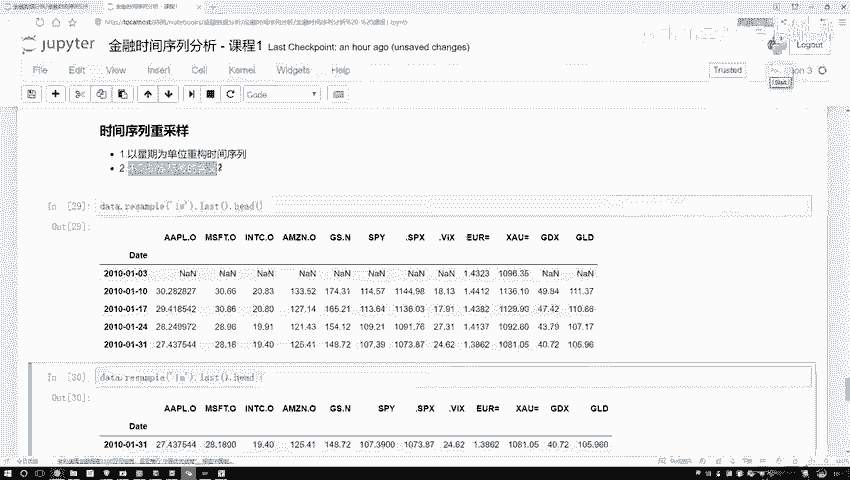 jupyter 金融时间序列分析 - 课程1 Last Checkpoint: an hour ago (unsaved changes)
Logout
File Edit View Insert Cell Kernel Widgets Help
Trusted
Code
时间序列重采样
1.以星期为单位重构时间序列
2.
In [29]: data.resample('1w').last().head()
Out[29]:
AAPL.O MSFT.O INTC.O AMZN.O GS.N SPY .SPX .VIX EUR= XAU= GDX GLD
Date
2010-01-03 NaN NaN NaN NaN NaN NaN NaN NaN 1.4323 1096.35 NaN NaN
2010-01-10 30.282827 30.66 20.83 133.52 174.31 114.57 1144.98 18.13 1.4412 1136.10 49.84 111.37
2010-01-17 29.418542 30.86 20.80 127.14 165.21 113.64 1136.03 17.91 1.4382 1129.90 47.42 110.86
2010-01-24 28.249972 28.96 19.91 121.43 154.12 109.21 1091.76 27.31 1.4137 1092.60 43.79 107.17
2010-01-31 27.437544 28.18 19.40 125.41 148.72 107.39 1073.87 24.62 1.3862 1081.05 40.72 105.96
In [30]: data.resample('1m').last().head(
Out[30]:
AAPL.O MSFT.O INTC.O AMZN.O GS.N SPY .SPX .VIX EUR= XAU= GDX GLD
Date
2010-01-31 27.437544 28.1800 19.40 125.41 148.72 107.3900 1073.87 24.62 1.3862 1081.05 40.72 105.960